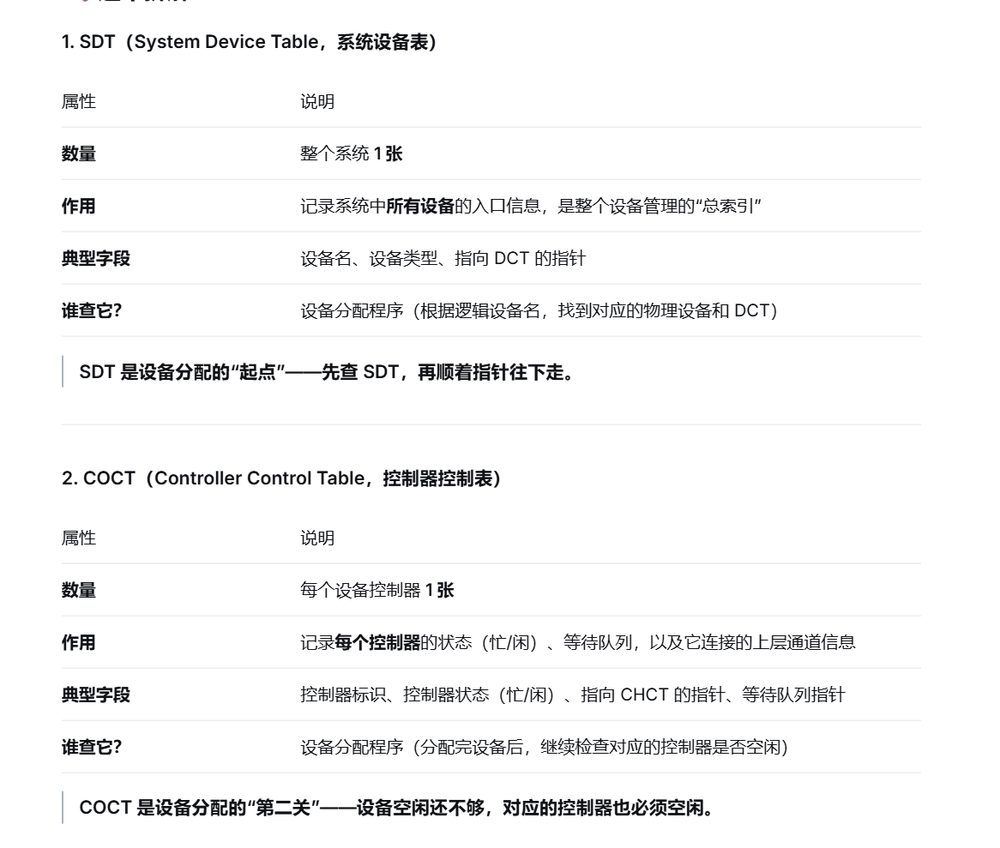 1. SDT（System Device Table，系统设备表）
属性 说明
数量 整个系统 1 张
作用 记录系统中所有设备的入口信息，是整个设备管理的“总索引”
典型字段 设备名、设备类型、指向 DCT 的指针
谁查它？ 设备分配程序（根据逻辑设备名，找到对应的物理设备和 DCT）
SDT 是设备分配的“起点”——先查 SDT，再顺着指针往下走。
2. COCT（Controller Control Table，控制器控制表）
属性 说明
数量 每个设备控制器 1 张
作用 记录每个控制器的状态（忙/闲）、等待队列，以及它连接的上层通道信息
典型字段 控制器标识、控制器状态（忙/闲）、指向 CHCT 的指针、等待队列指针
谁查它？ 设备分配程序（分配完设备后，继续检查对应的控制器是否空闲）
COCT 是设备分配的“第二关”——设备空闲还不够，对应的控制器也必须空闲。